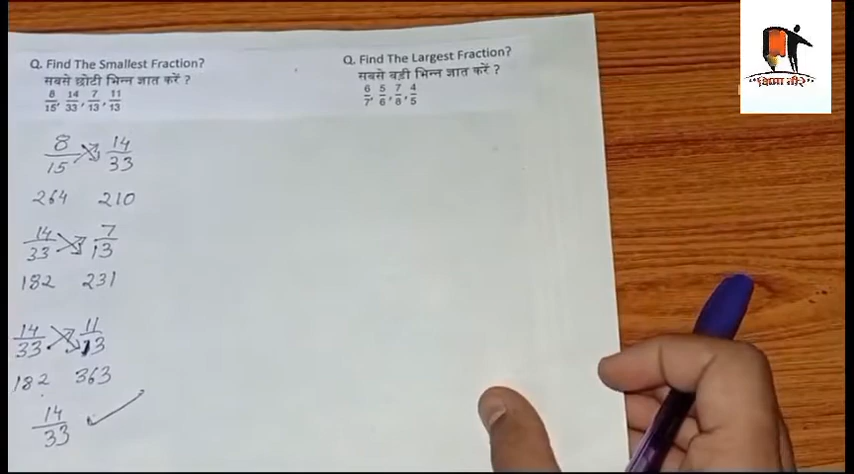 Q. Find The Smallest Fraction?
सबसे छोटी भिन्न ज्ञात करें ?
8/15, 14/33, 7/13, 11/13
8/15 14/33
264 210
14/33 7/13
182 231
14/33 11/13
182 363
14/33 ✓
Q. Find The Largest Fraction?
सबसे बड़ी भिन्न ज्ञात करें ?
6/7, 5/6, 7/8, 4/5